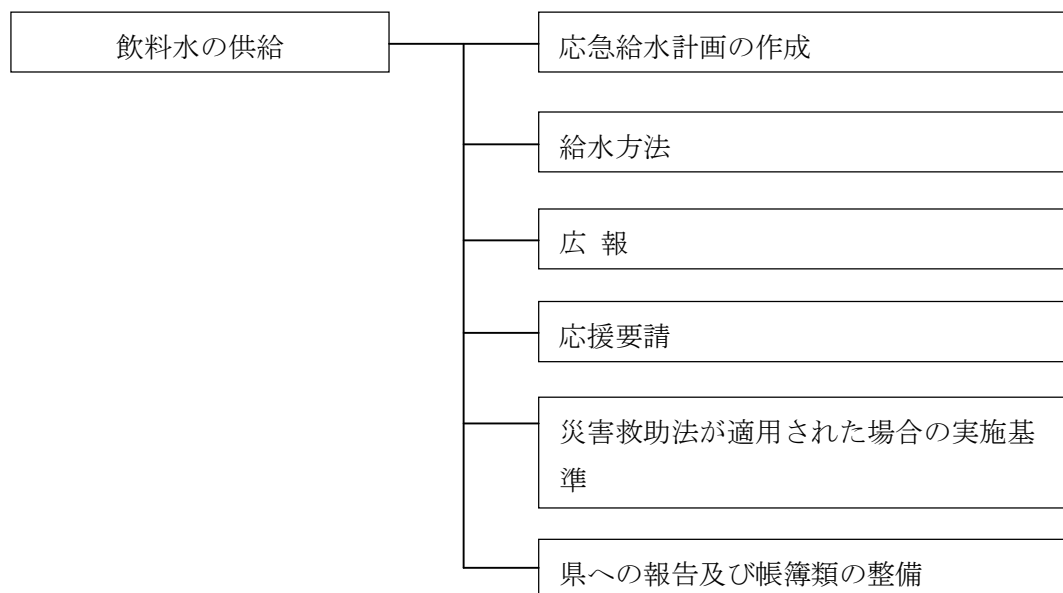 飲料水の供給
応急給水計画の作成
給水方法
広 報
応援要請
災害救助法が適用された場合の実施基
準
県への報告及び帳簿類の整備